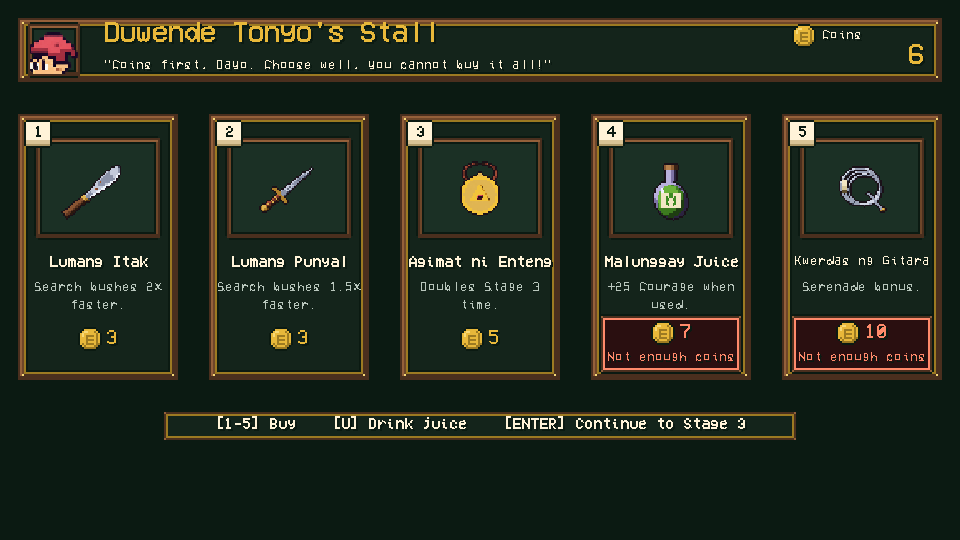 Duwende Tonyo's Stall
"Coins first, Dayo. Choose well, you cannot buy it all!"
Coins
6
1
Lumang Itak
Search bushes 2x
faster.
3
2
Lumang Punyal
Search bushes 1.5x
faster.
3
3
Agimat ni Enteng
Doubles Stage 3
time.
5
4
M
Malunggay Juice
+25 Courage when
used.
7
Not enough coins
5
Kwerdas ng Gitara
Serenade bonus.
10
Not enough coins
[1-5] Buy [U] Drink juice [ENTER] Continue to Stage 3